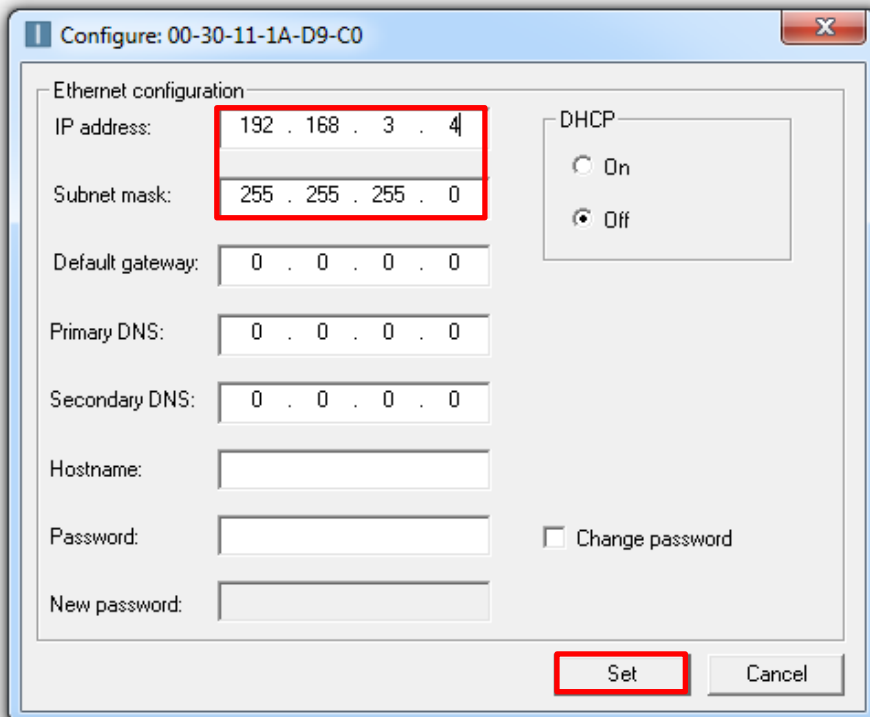 Configure: 00-30-11-1A-D9-C0
Ethernet configuration
IP address: 192 . 168 . 3 . 4
DHCP
On
Subnet mask: 255 . 255 . 255 . 0
Off
Default gateway: 0 . 0 . 0 . 0
Primary DNS: 0 . 0 . 0 . 0
Secondary DNS: 0 . 0 . 0 . 0
Hostname:
Password:
Change password
New password:
Set
Cancel